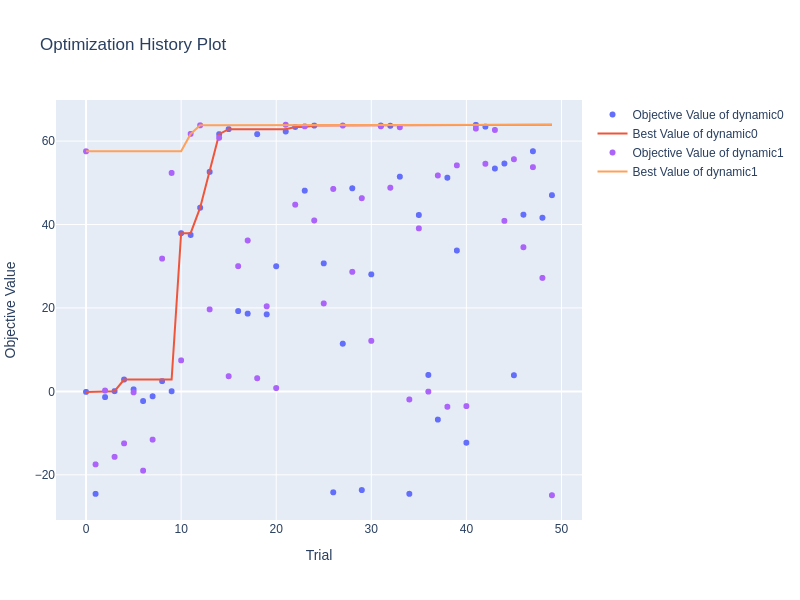 Optimization History Plot
Objective Value of dynamic0
Best Value of dynamic0
Objective Value of dynamic1
Best Value of dynamic1
60
40
20
0
−20
Objective Value
0 10 20 30 40 50
Trial